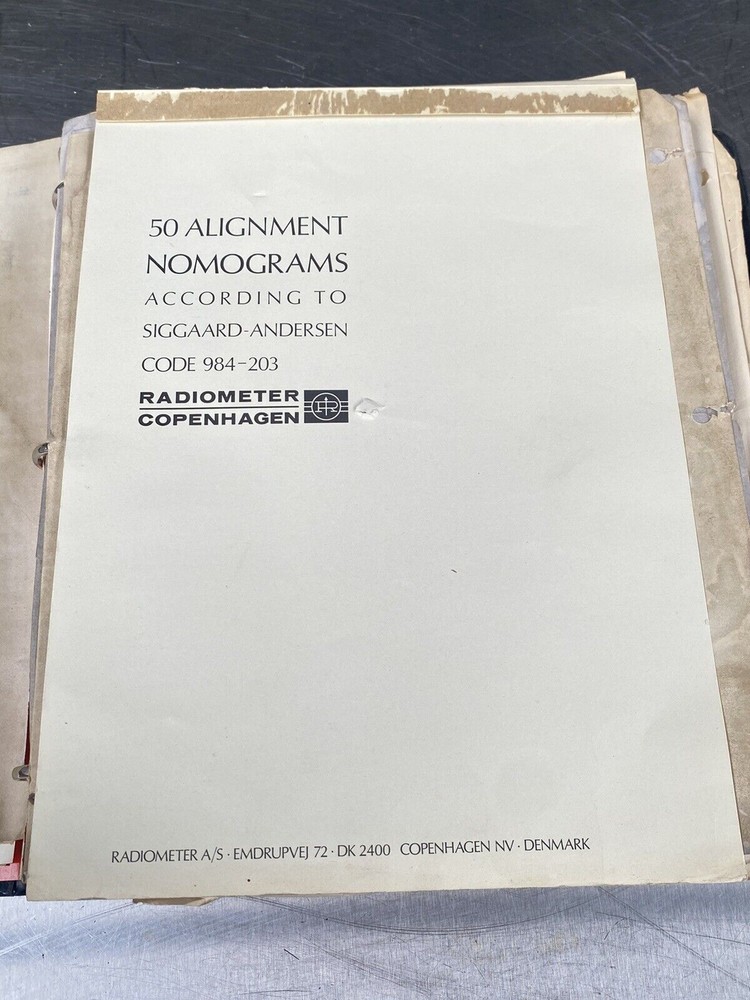 50 ALIGNMENT
NOMOGRAMS
ACCORDING TO
SIGGAARD-ANDERSEN
CODE 984-203
RADIOMETER
COPENHAGEN
RADIOMETER A/S · EMDRUPVEJ 72 · DK 2400 COPENHAGEN NV · DENMARK